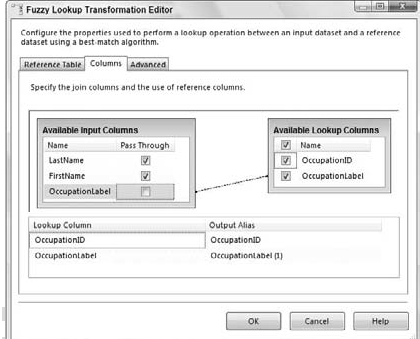 Fuzzy Lookup Transformation Editor
Configure the properties used to perform a lookup operation between an input dataset and a reference
dataset using a best-match algorithm.
Reference Table Columns Advanced
Specify the join columns and the use of reference columns.
Available Input Columns
Name Pass Through
LastName
FirstName
OccupationLabel
Available Lookup Columns
Name
OccupationID
OccupationLabel
Lookup Column Output Alias
OccupationID OccupationID
OccupationLabel OccupationLabel (1)
OK Cancel Help